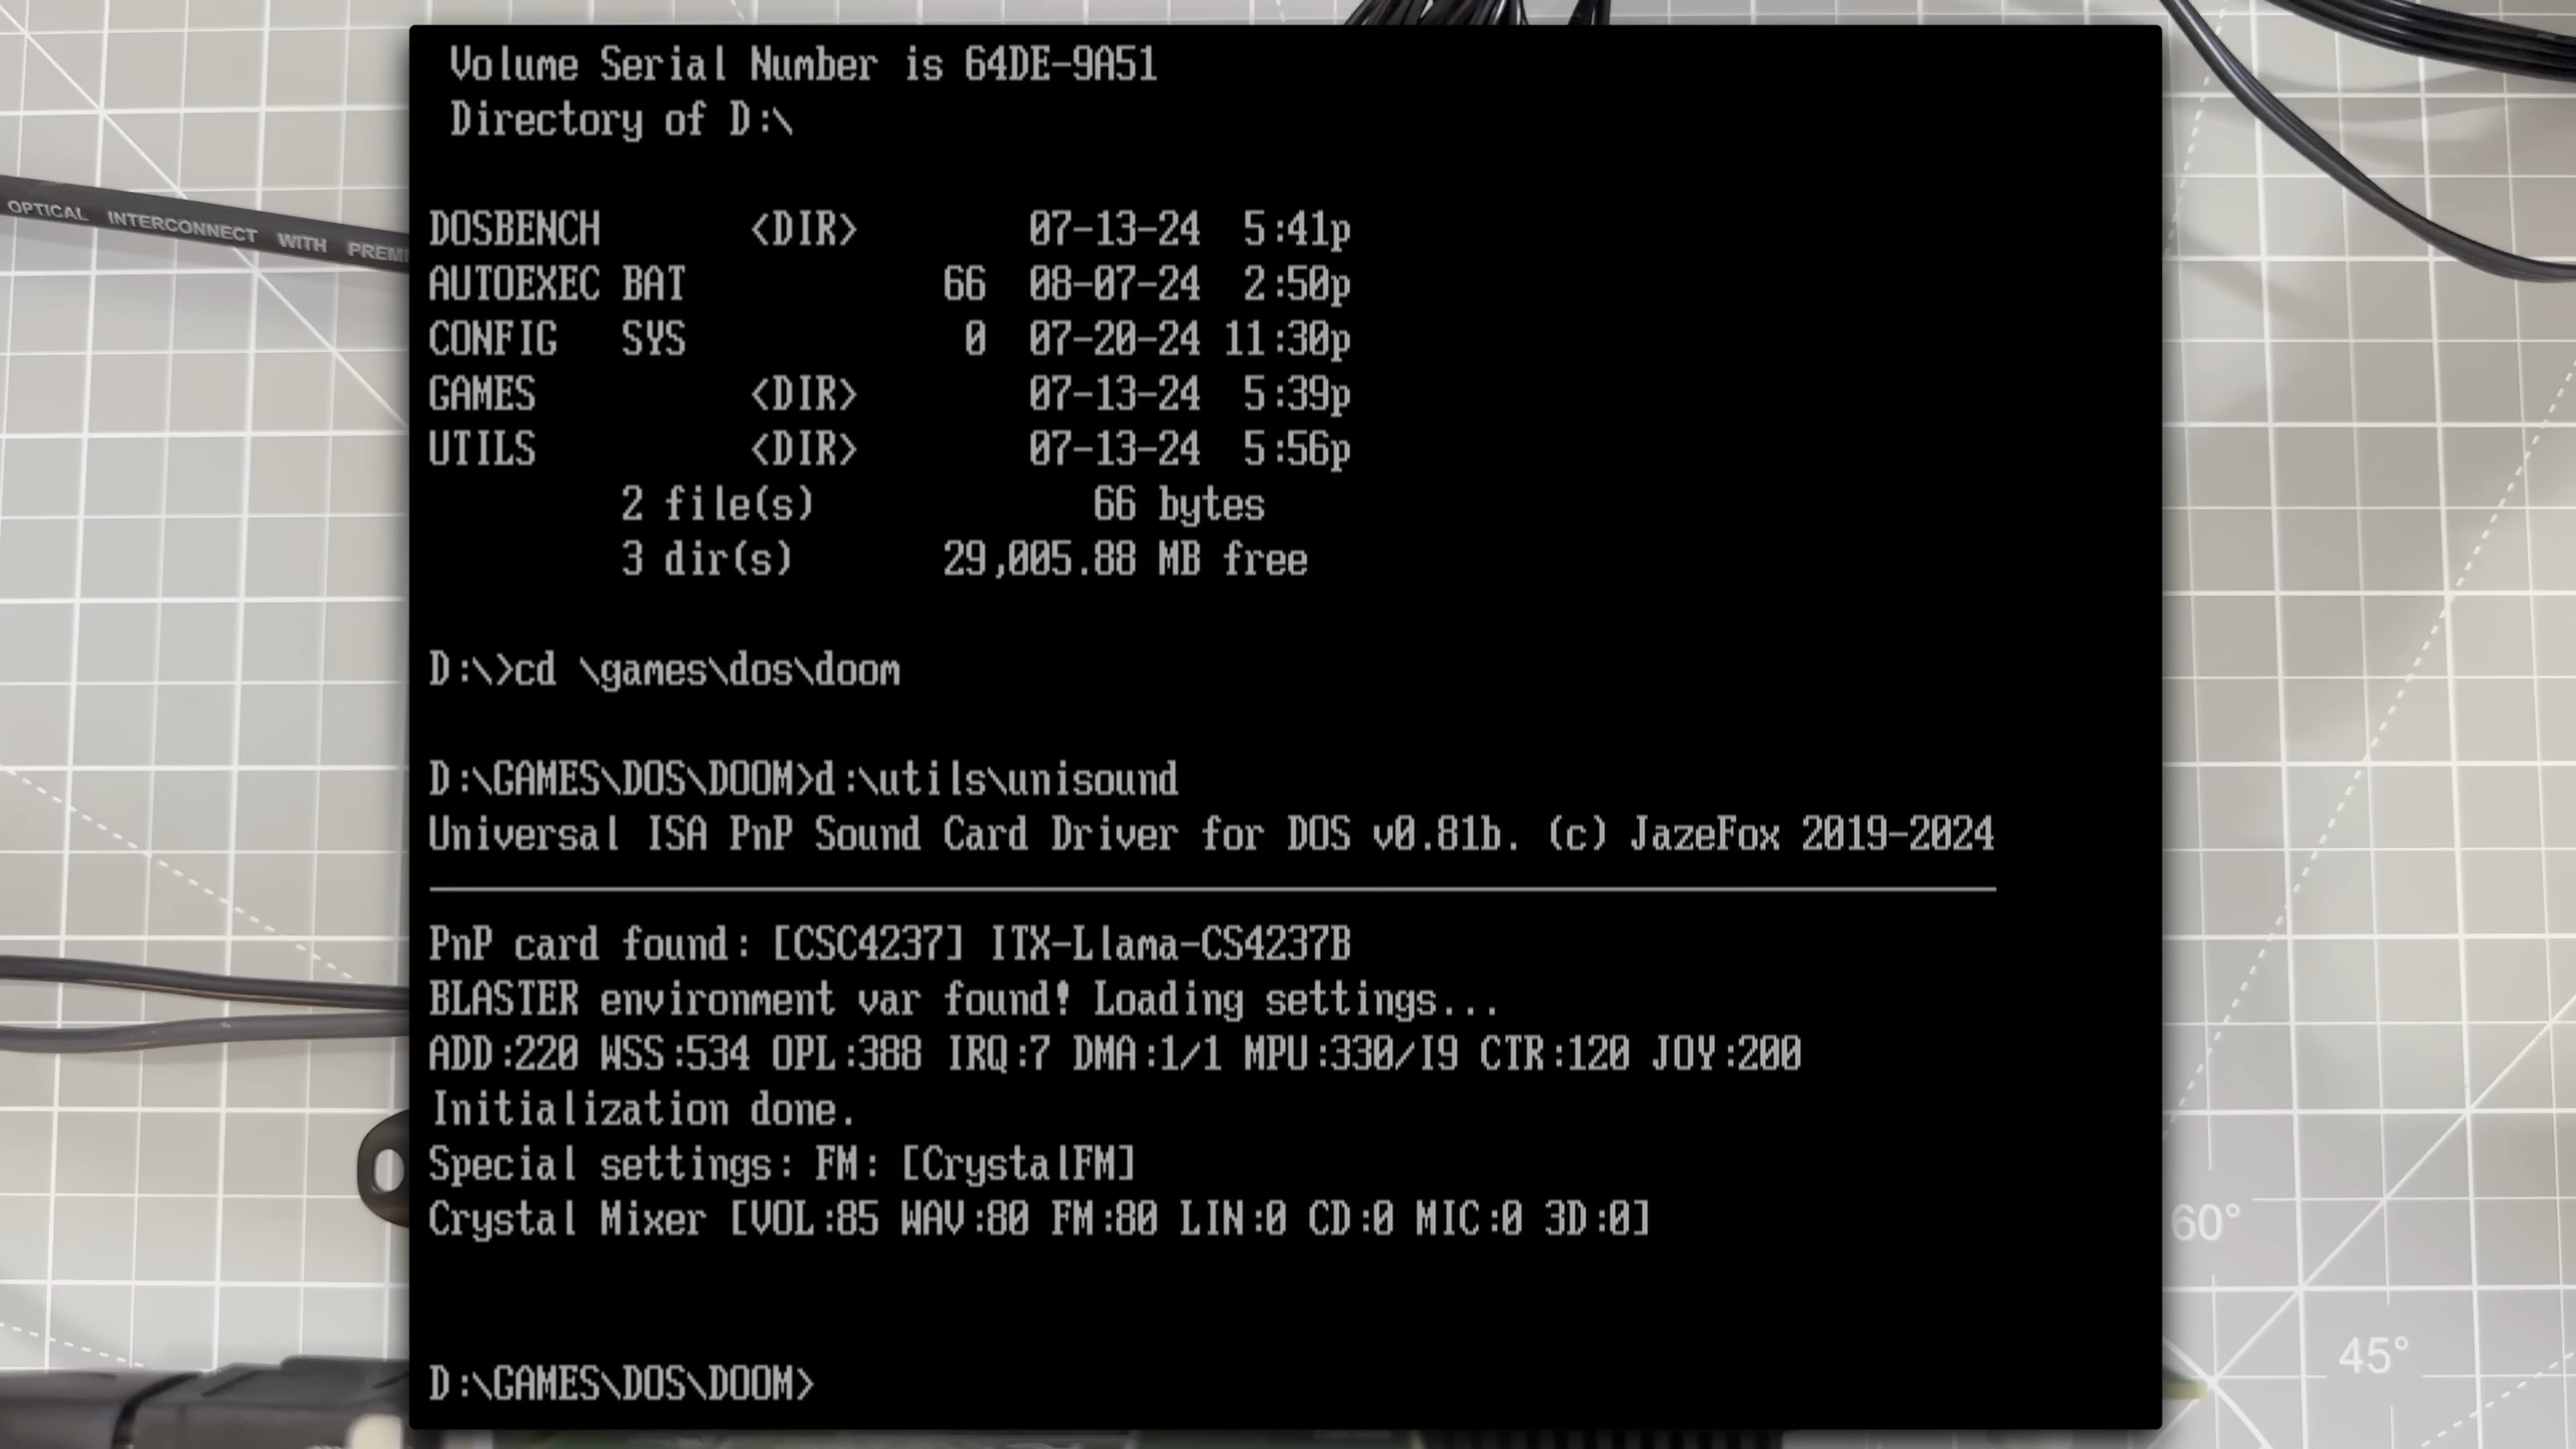 Volume Serial Number is 64DE-9A51
Directory of D:\
DOSBENCH <DIR> 07-13-24 5:41p
AUTOEXEC BAT 66 08-07-24 2:50p
CONFIG SYS 0 07-20-24 11:30p
GAMES <DIR> 07-13-24 5:39p
UTILS <DIR> 07-13-24 5:56p
2 file(s) 66 bytes
3 dir(s) 29,005.88 MB free
D:\>cd \games\dos\doom
D:\GAMES\DOS\DOOM>d:\utils\unisound
Universal ISA PnP Sound Card Driver for DOS v0.81b. (c) JazeFox 2019-2024
PnP card found: [CSC4237] ITX-Llama-CS4237B
BLASTER environment var found! Loading settings...
ADD:220 WSS:534 OPL:388 IRQ:7 DMA:1/1 MPU:330/I9 CTR:120 JOY:200
Initialization done.
Special settings: FM: [CrystalFM]
Crystal Mixer [VOL:85 WAV:80 FM:80 LIN:0 CD:0 MIC:0 3D:0]
D:\GAMES\DOS\DOOM>
OPTICAL INTERCONNECT WITH
60°
45°